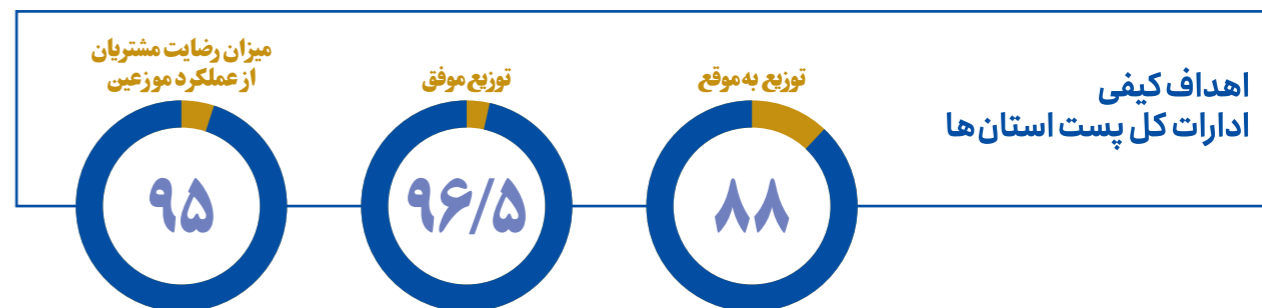 اهداف کیفی
ادارات کل پست استان‌ها
توزیع به موقع
۸۸
توزیع موفق
۹۶/۵
میزان رضایت مشتریان
از عملکرد موزعین
۹۵